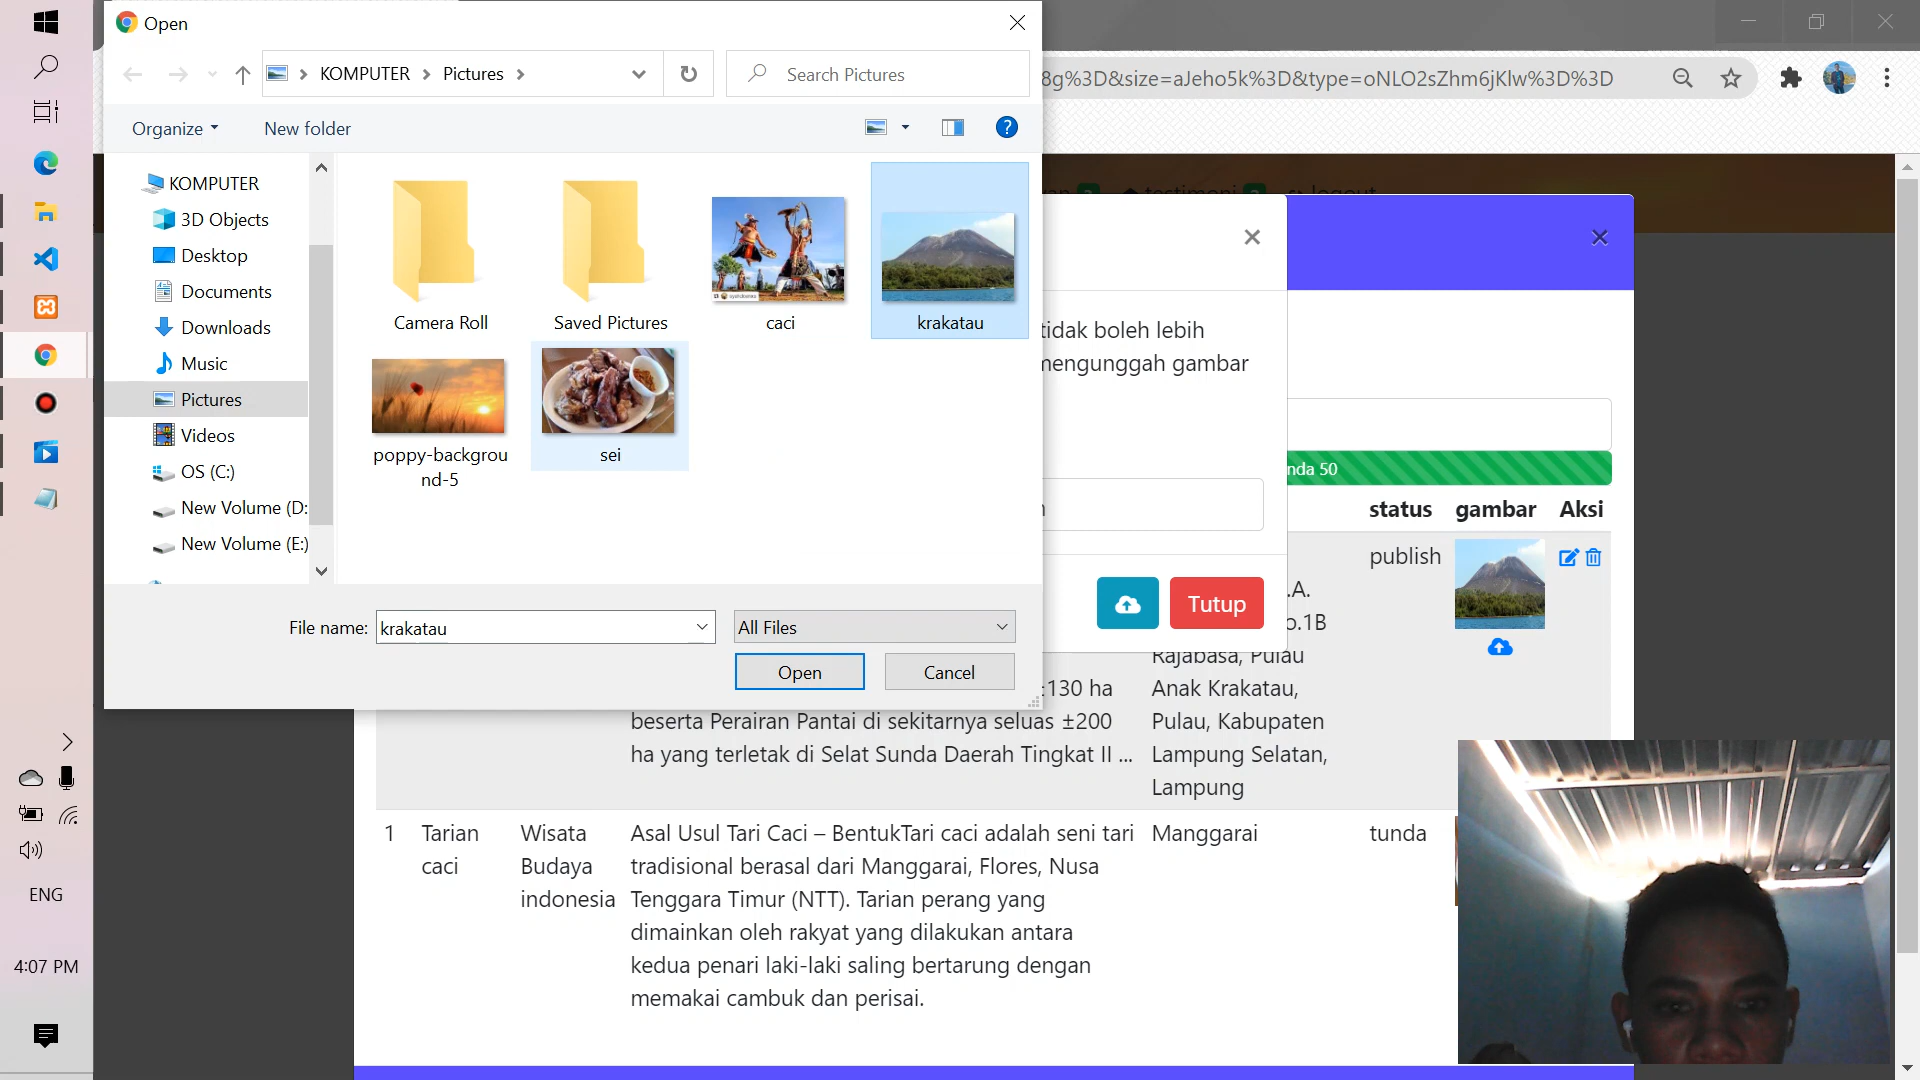 Open
KOMPUTER
Pictures
Search Pictures
8g%3D&size=aJeho5k%3D&type=oNLO2sZhm6jKlw%3D%3D
Organize
New folder
KOMPUTER
3D Objects
Desktop
Documents
Downloads
Music
Pictures
Videos
OS (C:)
New Volume (D:
New Volume (E:)
Camera Roll
Saved Pictures
caci
krakatau
poppy-backgrou
nd-5
sei
File name:
krakatau
All Files
Open
Cancel
testimoni
logout
tidak boleh lebih
mengunggah gambar
Tutup
nda 50
status gambar Aksi
publish
.A.
o.1B
Rajabasa, Pulau
Anak Krakatau,
Pulau, Kabupaten
Lampung Selatan,
Lampung
±130 ha
beserta Perairan Pantai di sekitarnya seluas ±200
ha yang terletak di Selat Sunda Daerah Tingkat II ...
1
Tarian
caci
Wisata
Budaya
indonesia
Asal Usul Tari Caci – BentukTari caci adalah seni tari
tradisional berasal dari Manggarai, Flores, Nusa
Tenggara Timur (NTT). Tarian perang yang
dimainkan oleh rakyat yang dilakukan antara
kedua penari laki-laki saling bertarung dengan
memakai cambuk dan perisai.
Manggarai
tunda
ENG
4:07 PM